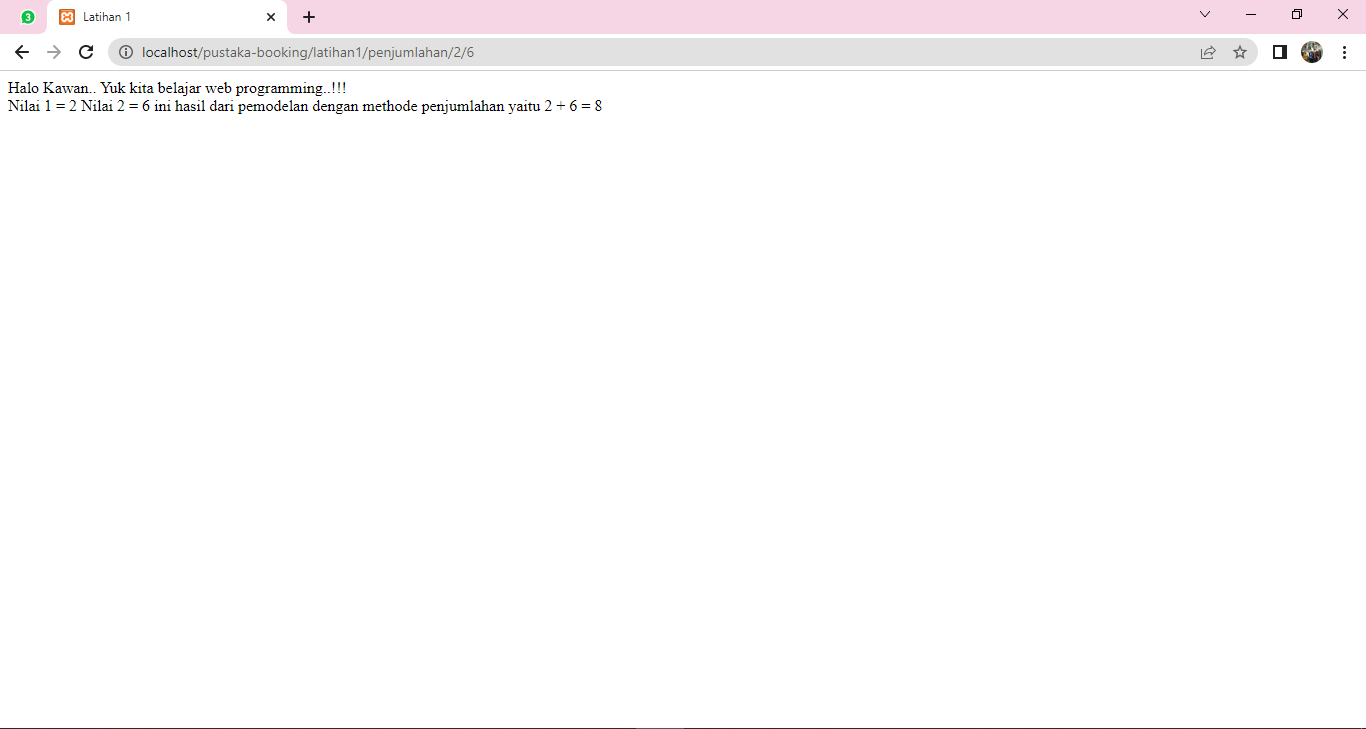 3
Latihan 1
localhost/pustaka-booking/latihan1/penjumlahan/2/6
Halo Kawan.. Yuk kita belajar web programming..!!!
Nilai 1 = 2 Nilai 2 = 6 ini hasil dari pemodelan dengan methode penjumlahan yaitu 2 + 6 = 8